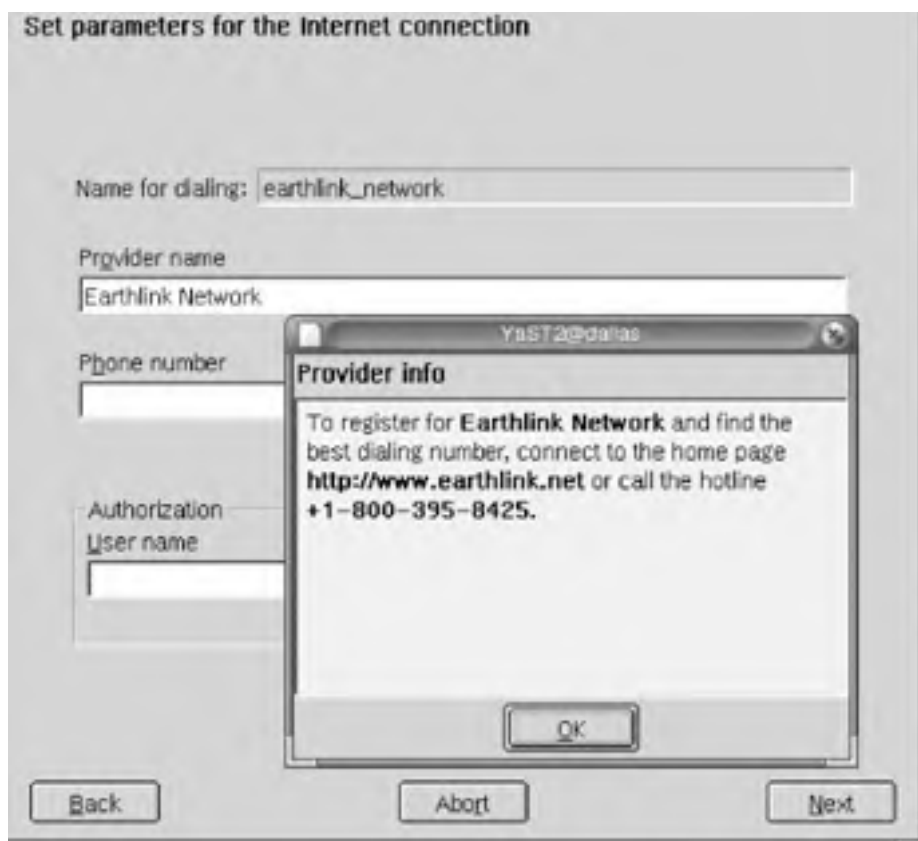 Set parameters for the Internet connection
Name for dialing: earthlink_network
Provider name
Earthlink Network
Phone number
Authorization
User name
YaST2@dallas
Provider info
To register for Earthlink Network and find the
best dialing number, connect to the home page
http://www.earthlink.net or call the hotline
+1-800-395-8425.
OK
Back
Abort
Next